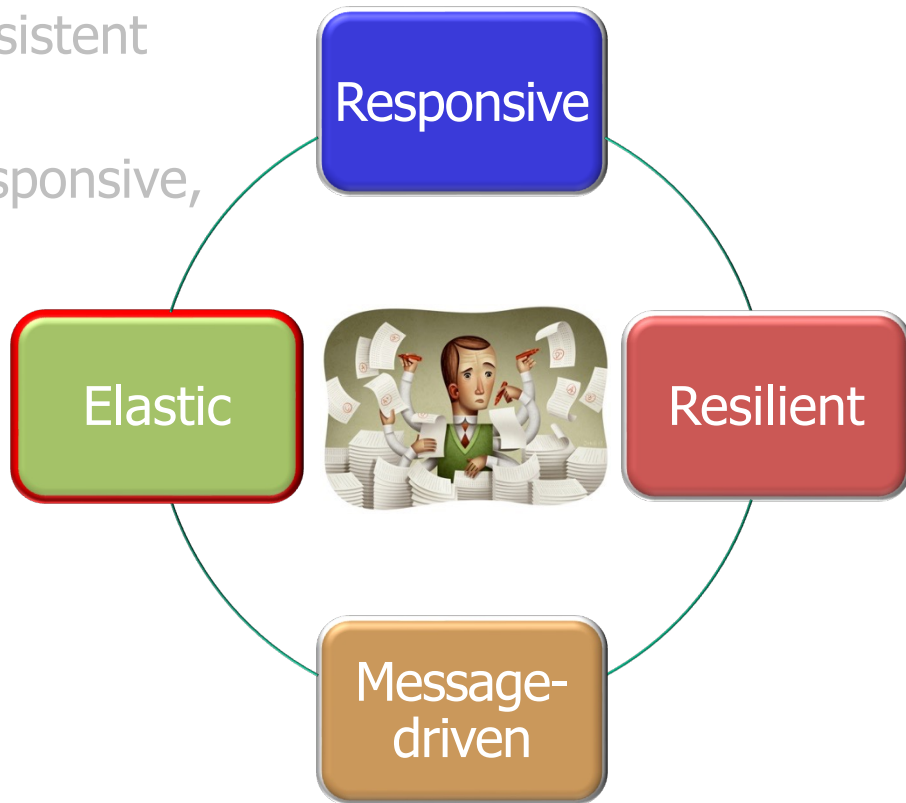 sistent
Responsive
sponsive,
Elastic
Resilient
Message-
driven